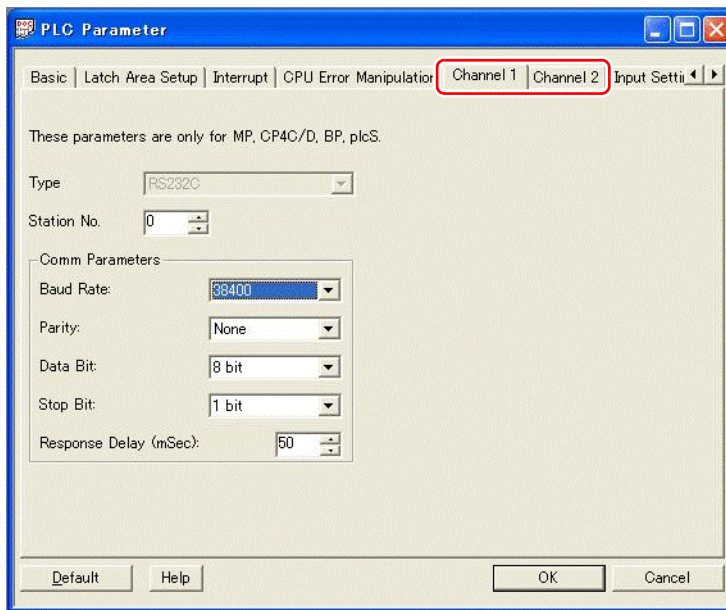 PLC Parameter
Basic Latch Area Setup Interrupt CPU Error Manipulation Channel 1 Channel 2 Input Settin
These parameters are only for MP, CP4C/D, BP, plcS.
Type RS232C
Station No. 0
Comm Parameters
Baud Rate: 38400
Parity: None
Data Bit: 8 bit
Stop Bit: 1 bit
Response Delay (mSec): 50
Default Help OK Cancel